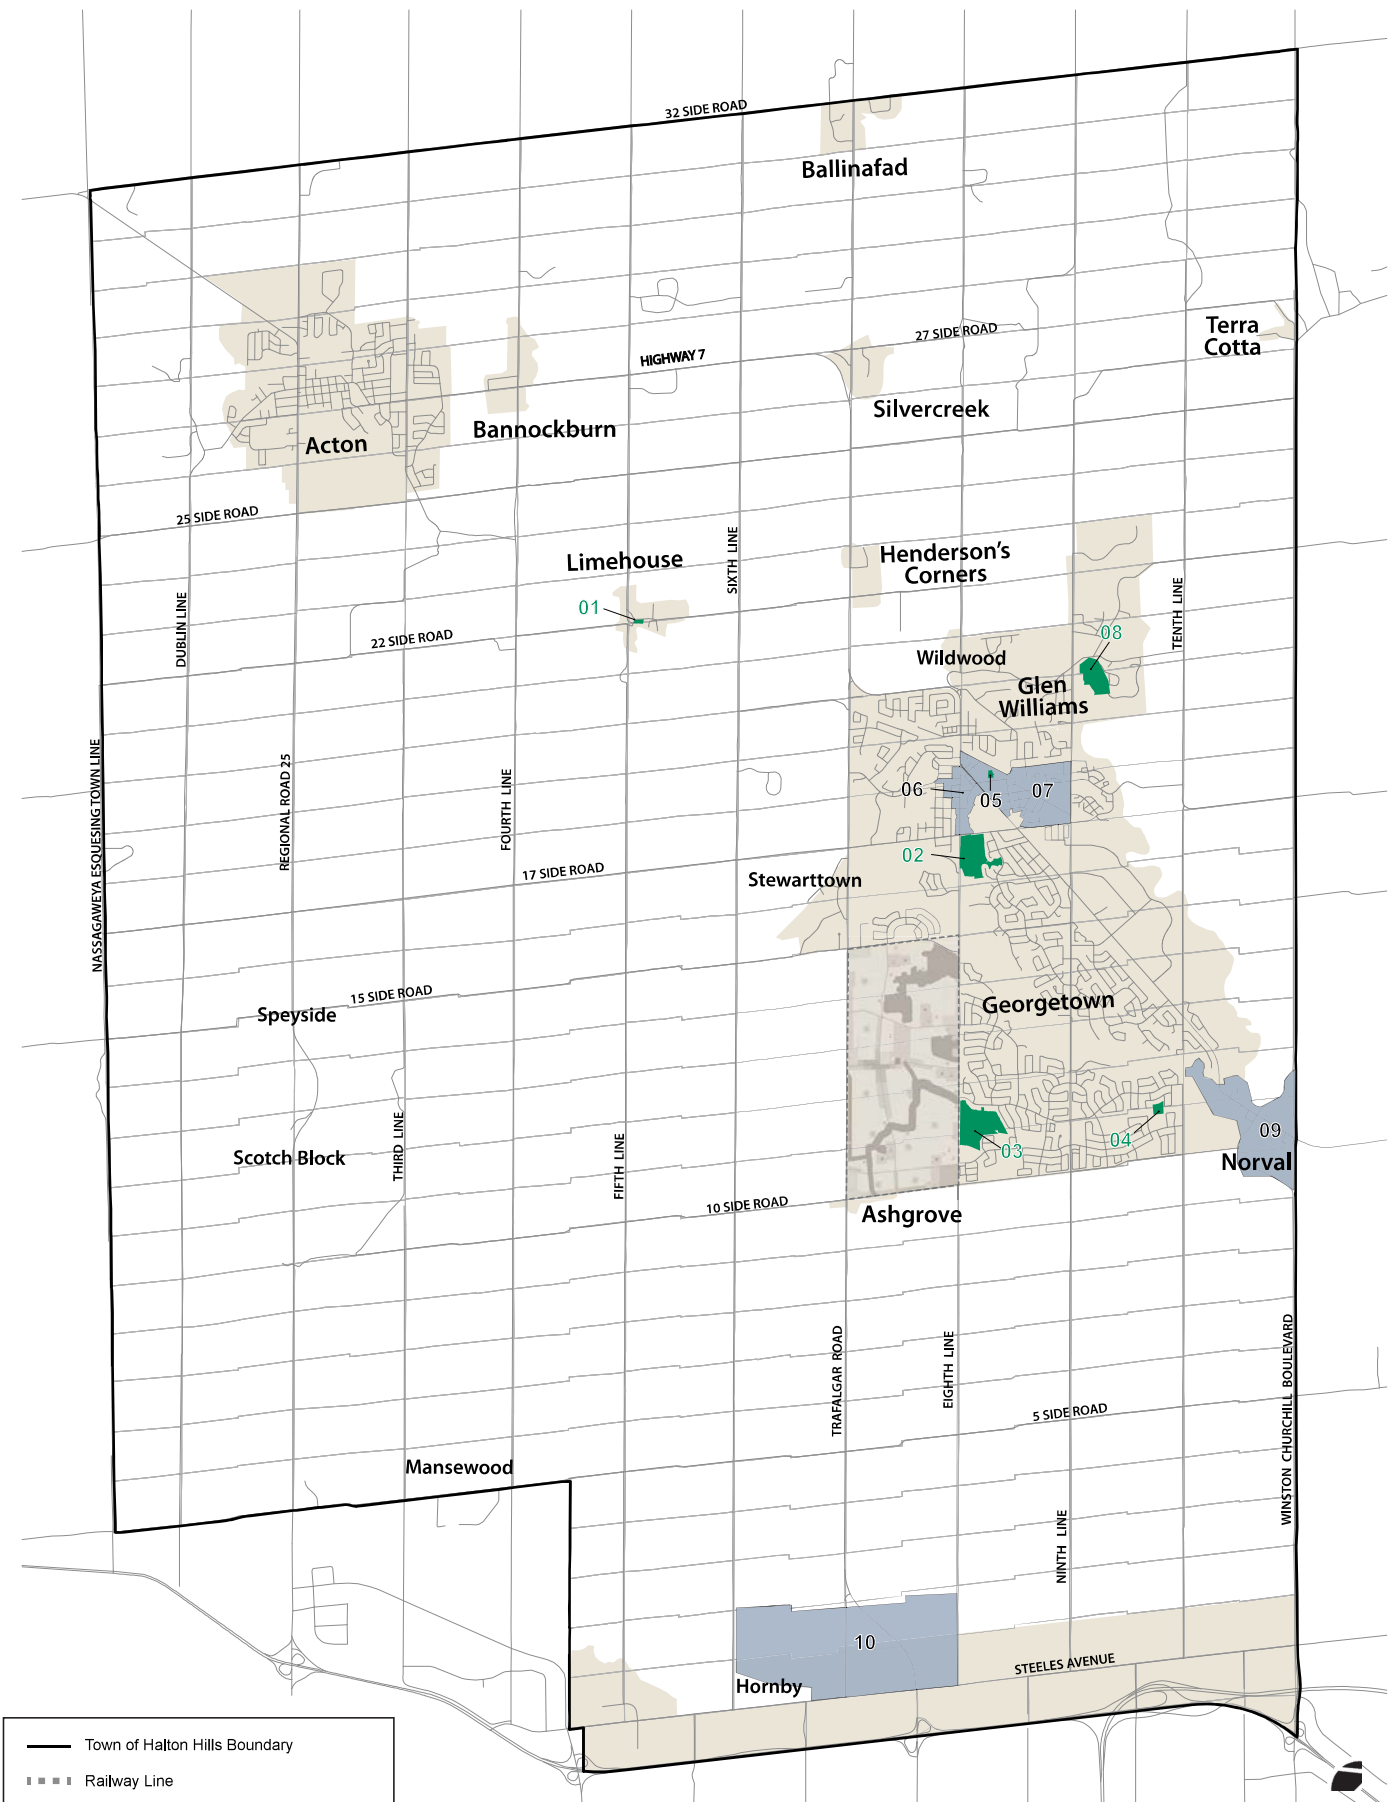 32 SIDE ROAD
Ballinafad
Terra
Cotta
27 SIDE ROAD
HIGHWAY 7
Silvercreek
Bannockburn
Acton
25 SIDE ROAD
SIXTH LINE
Henderson's
Corners
Limehouse
01
DUBLIN LINE
TENTH LINE
22 SIDE ROAD
08
Wildwood
Glen
Williams
NASSAGAWEYA ESQUESING TOWN LINE
REGIONAL ROAD 25
FOURTH LINE
06
05
07
02
17 SIDE ROAD
Stewarttown
15 SIDE ROAD
Speyside
Georgetown
THIRD LINE
FIFTH LINE
03
04
09
Scotch Block
Norval
10 SIDE ROAD
Ashgrove
TRAFALGAR ROAD
EIGHTH LINE
WINSTON CHURCHILL BOULEVARD
5 SIDE ROAD
Mansewood
NINTH LINE
10
STEELES AVENUE
Hornby
Town of Halton Hills Boundary
Railway Line